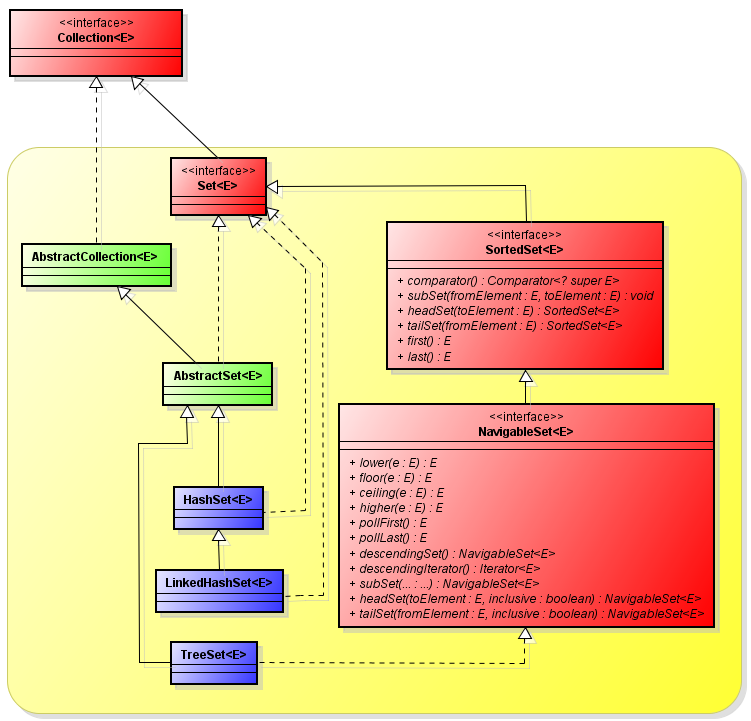 <<interface>>
Collection<E>
<<interface>>
Set<E>
<<interface>>
SortedSet<E>
+ comparator() : Comparator<? super E>
+ subSet(fromElement : E, toElement : E) : void
+ headSet(toElement : E) : SortedSet<E>
+ tailSet(fromElement : E) : SortedSet<E>
+ first() : E
+ last() : E
AbstractCollection<E>
AbstractSet<E>
<<interface>>
NavigableSet<E>
+ lower(e : E) : E
+ floor(e : E) : E
+ ceiling(e : E) : E
+ higher(e : E) : E
+ pollFirst() : E
+ pollLast() : E
+ descendingSet() : NavigableSet<E>
+ descendingIterator() : Iterator<E>
+ subSet(... : ...) : NavigableSet<E>
+ headSet(toElement : E, inclusive : boolean) : NavigableSet<E>
+ tailSet(fromElement : E, inclusive : boolean) : NavigableSet<E>
HashSet<E>
LinkedHashSet<E>
TreeSet<E>